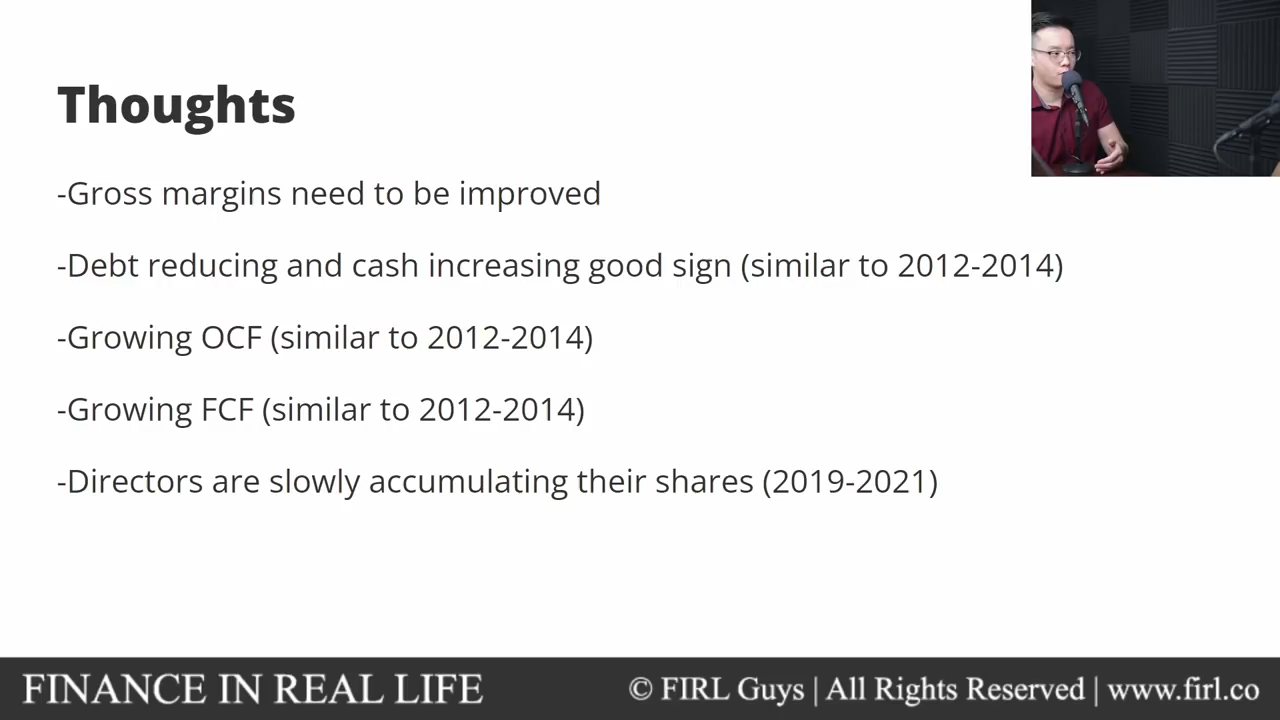 Thoughts
-Gross margins need to be improved
-Debt reducing and cash increasing good sign (similar to 2012-2014)
-Growing OCF (similar to 2012-2014)
-Growing FCF (similar to 2012-2014)
-Directors are slowly accumulating their shares (2019-2021)
FINANCE IN REAL LIFE
© FIRL Guys | All Rights Reserved | www.firl.co